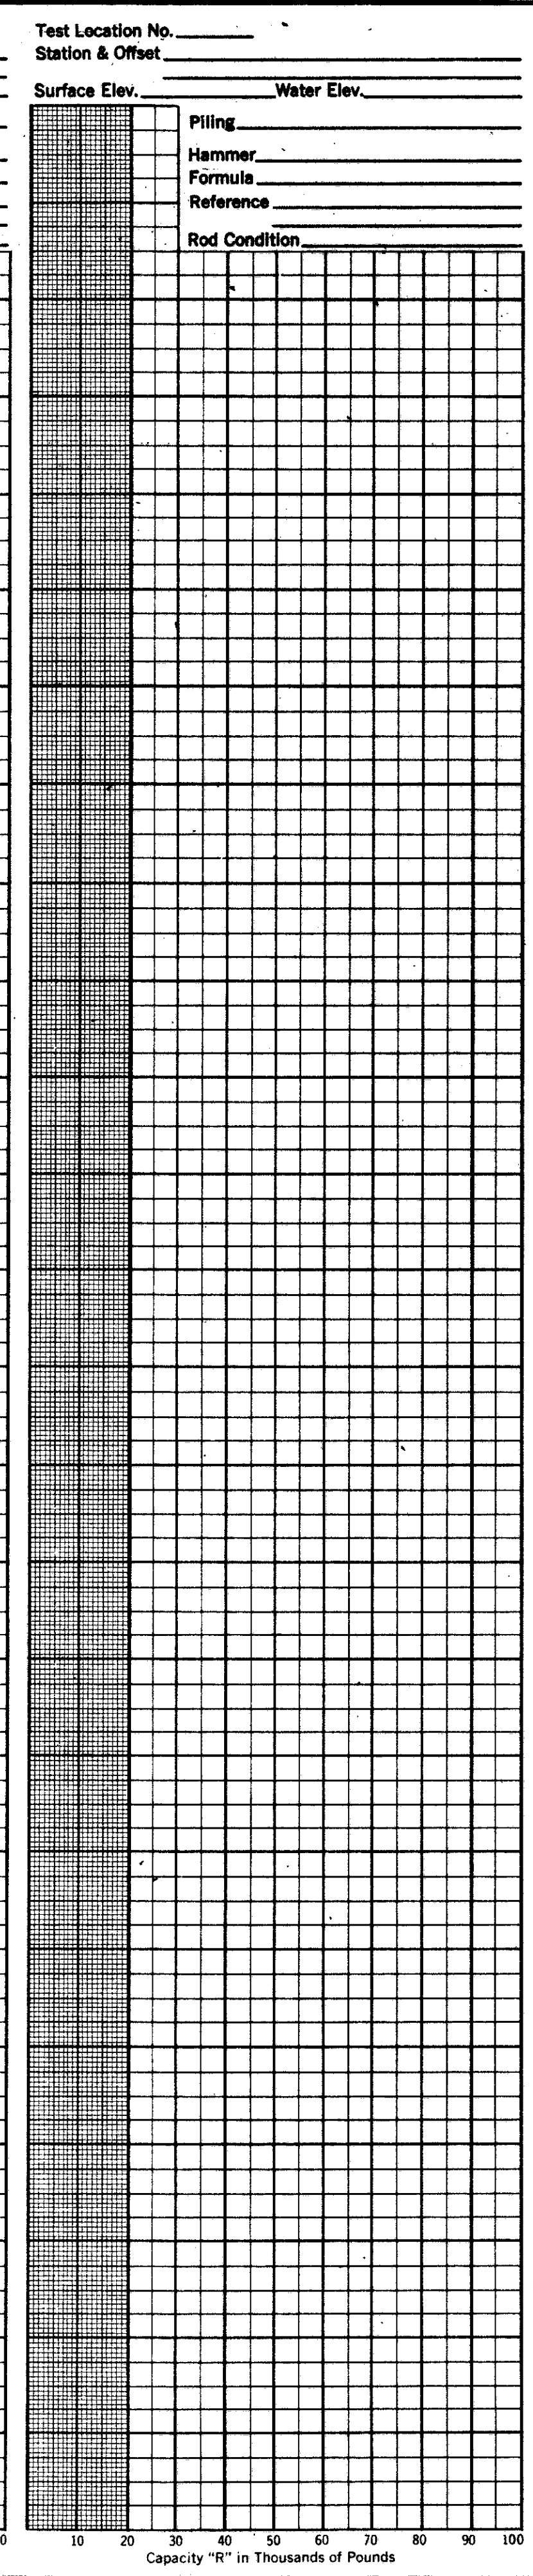 Test Location No.
Station & Offset
Surface Elev. Water Elev.
Piling
Hammer
Formula
Reference
Rod Condition
0 10 20 30 40 50 60 70 80 90 100
Capacity "R" in Thousands of Pounds